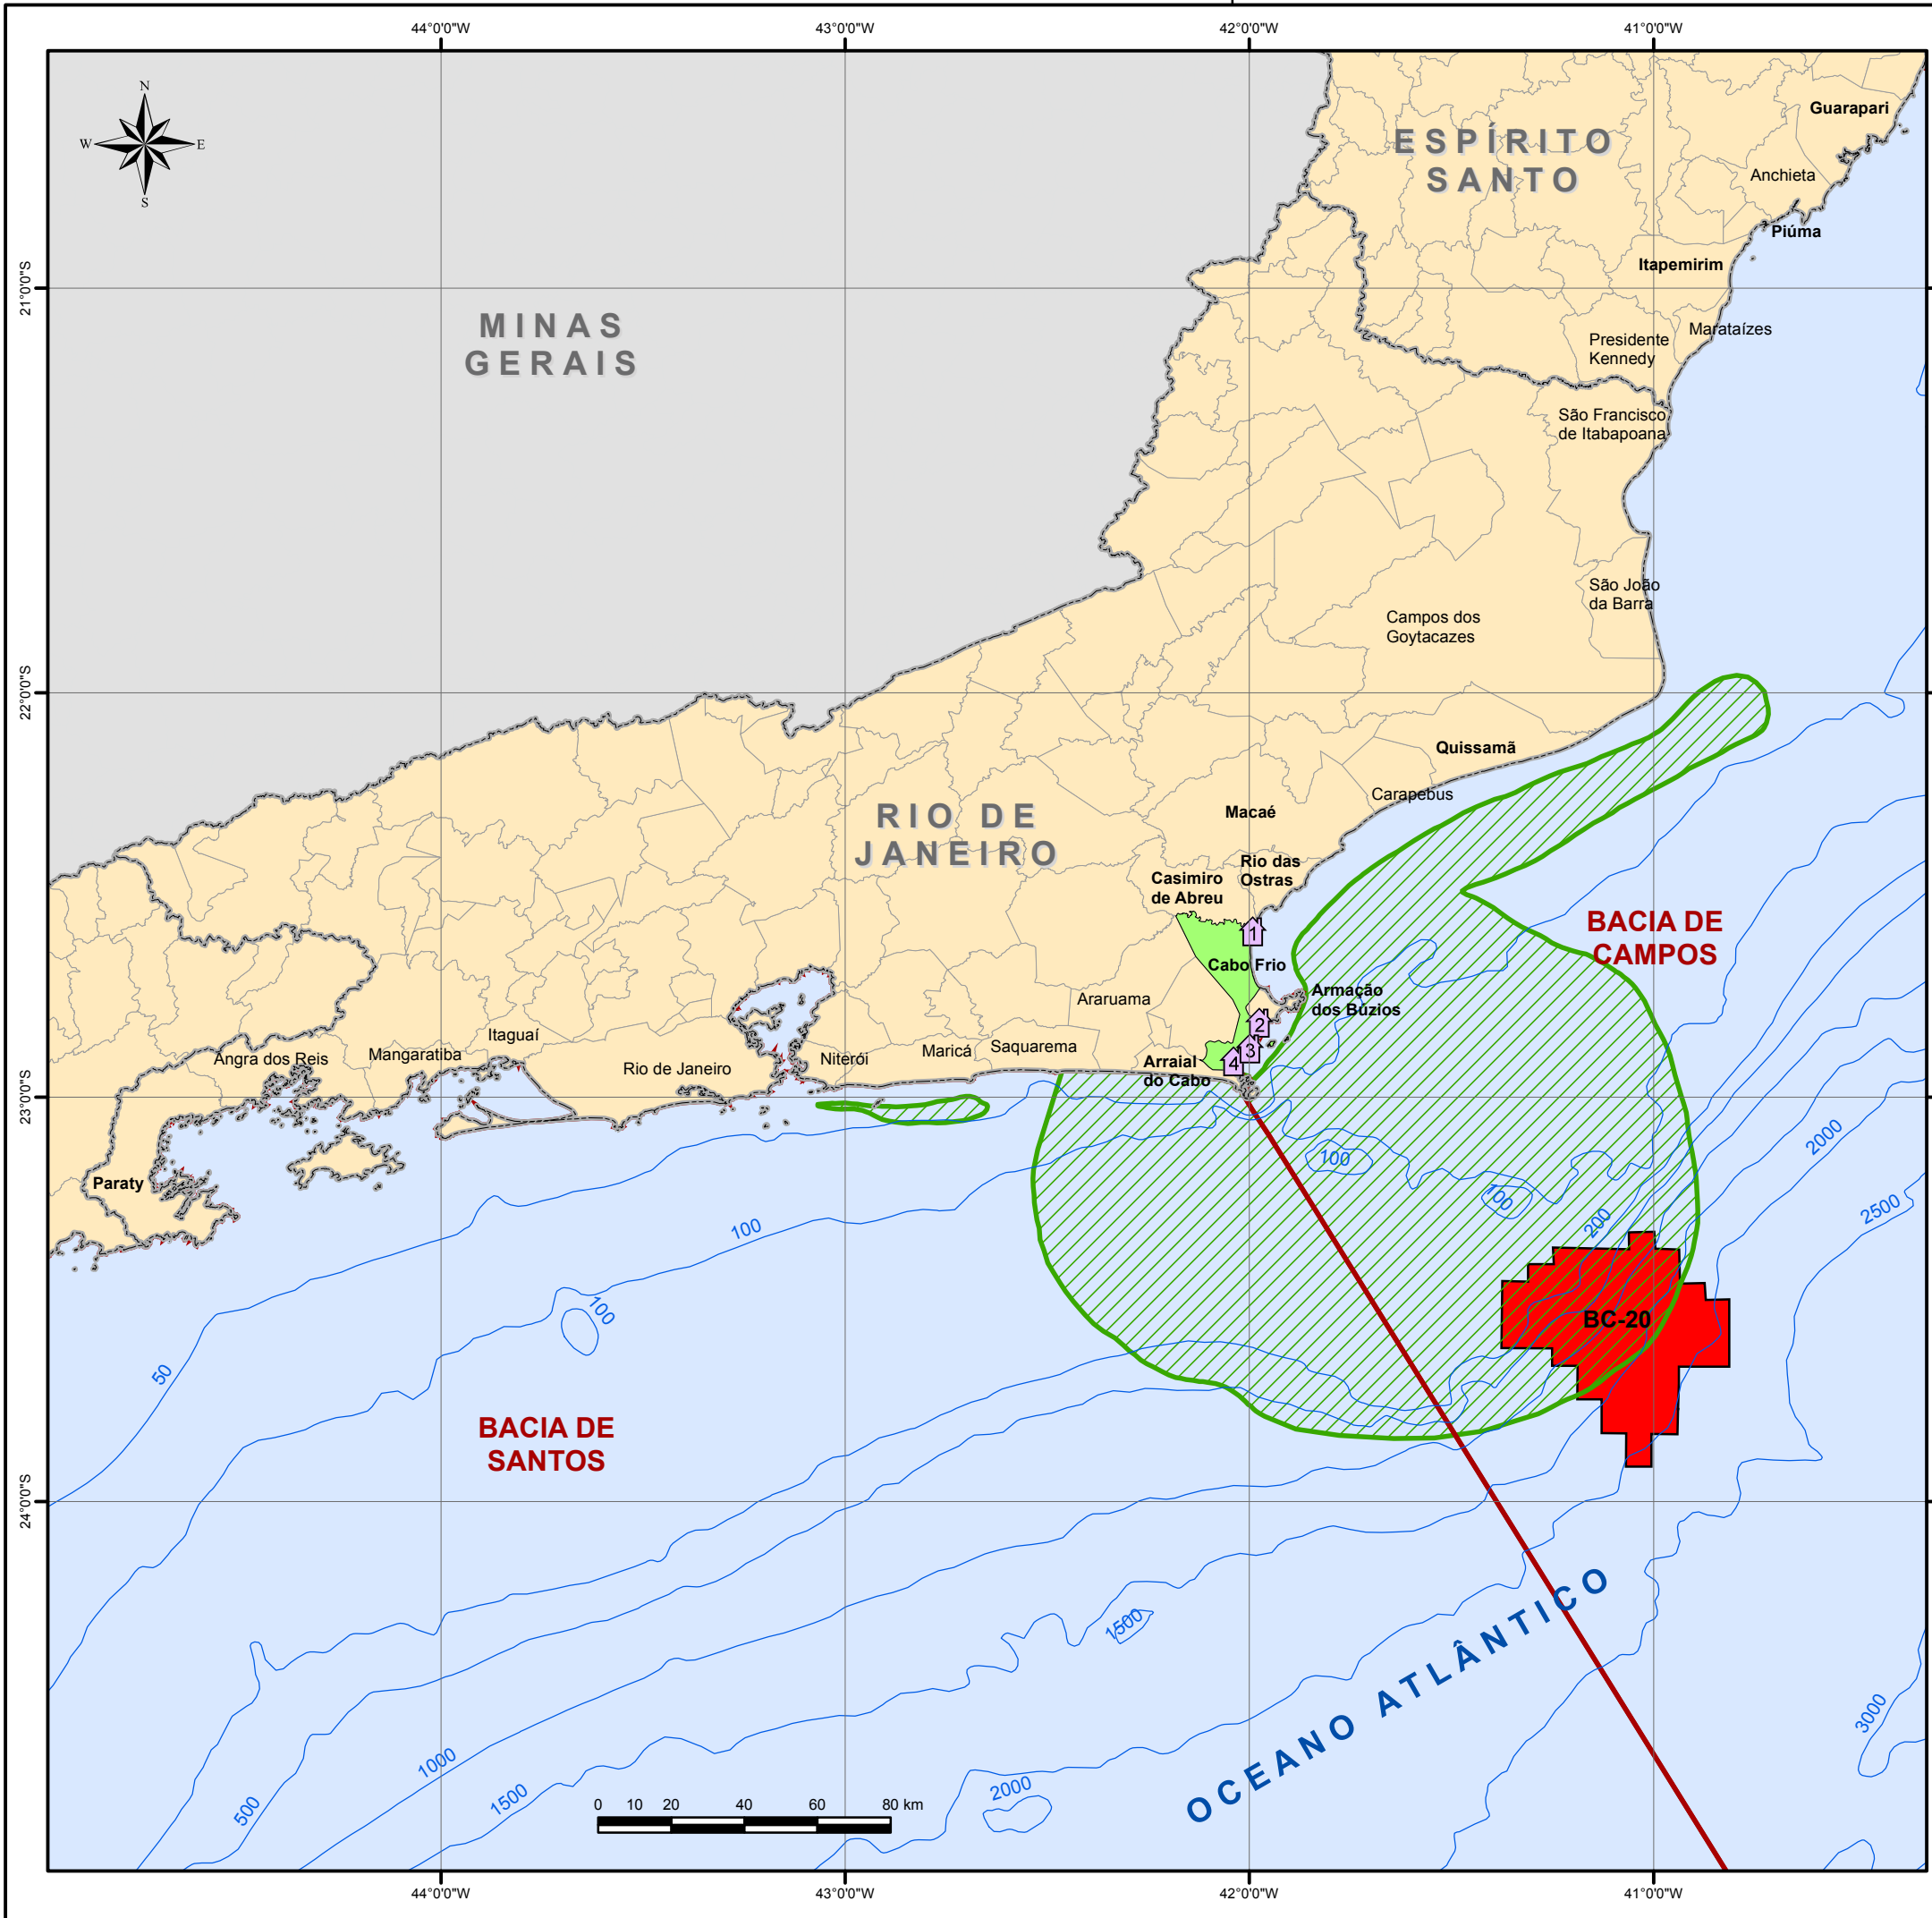 44°0'0"W
43°0'0"W
42°0'0"W
41°0'0"W
N
W
E
S
21°0'0"S
22°0'0"S
23°0'0"S
24°0'0"S
ESPÍRITO
SANTO
Guarapari
Anchieta
Piúma
Itapemirim
Marataízes
Presidente
Kennedy
MINAS
GERAIS
São Francisco
de Itabapoana
São João
da Barra
Campos dos
Goytacazes
Quissamã
Carapebus
Macaé
RIO DE
JANEIRO
Rio das
Ostras
Casimiro
de Abreu
1
Cabo Frio
Armação
dos Búzios
2
3
4
Araruama
Arraial
do Cabo
Saquarema
Maricá
Niterói
Rio de Janeiro
Itaguaí
Mangaratiba
Angra dos Reis
Paraty
BACIA DE
CAMPOS
2000
2500
100
100
200
BC-20
100
100
50
BACIA DE
SANTOS
OCEANO ATLÂNTICO
1500
3000
1000
500
1500
2000
0 10 20 40 60 80 km
44°0'0"W
43°0'0"W
42°0'0"W
41°0'0"W